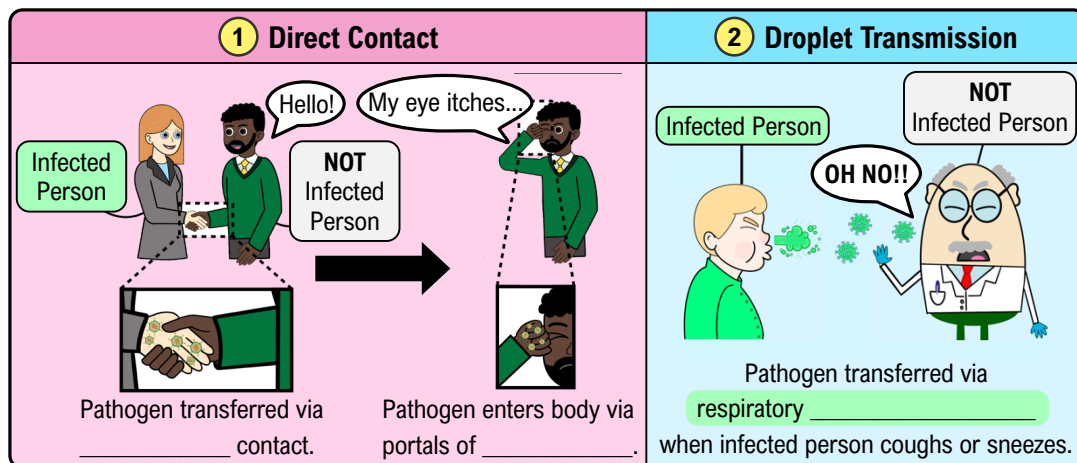 1 Direct Contact
Hello!
My eye itches...
Infected
Person
NOT
Infected
Person
Pathogen transferred via
____________ contact.
Pathogen enters body via
portals of ____________.
2 Droplet Transmission
Infected Person
NOT
Infected Person
OH NO!!
Pathogen transferred via
respiratory __________________
when infected person coughs or sneezes.